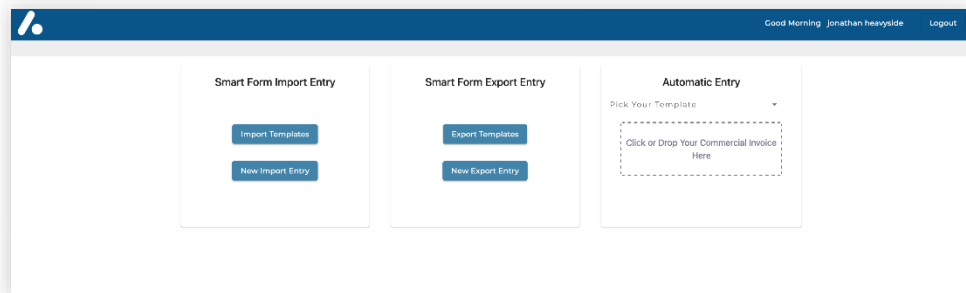 Good Morning jonathan heavyside Logout
Smart Form Import Entry
Import Templates
New Import Entry
Smart Form Export Entry
Export Templates
New Export Entry
Automatic Entry
Pick Your Template
Click or Drop Your Commercial Invoice
Here